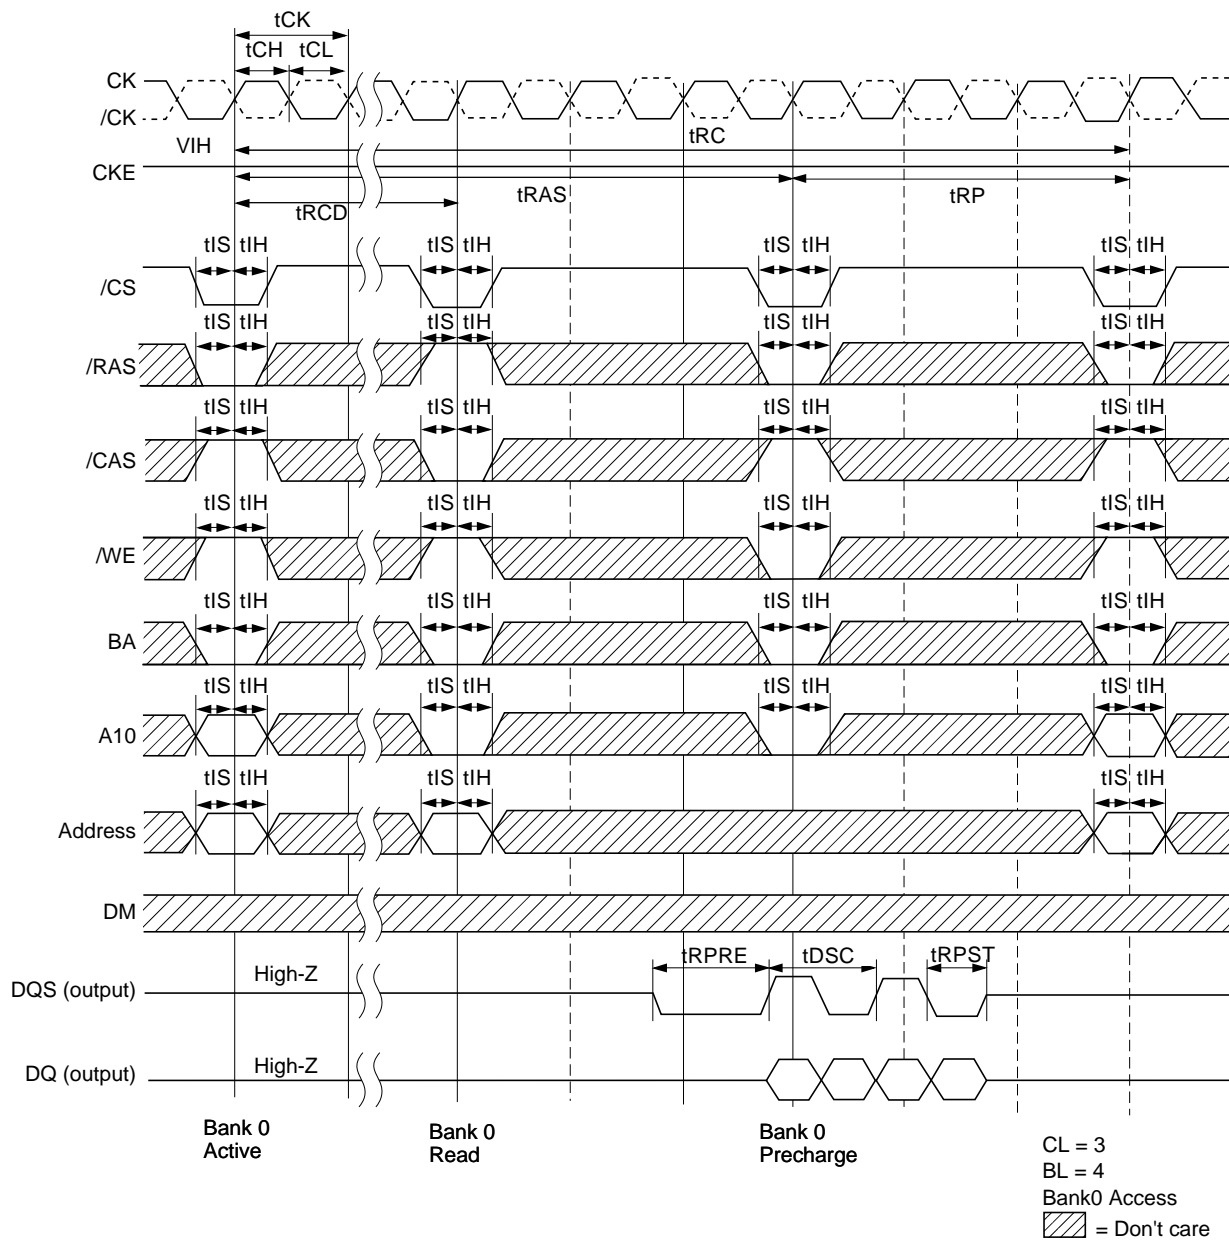 tCK
tCH tCL
CK
/CK
VIH
tRC
CKE
tRAS
tRP
tRCD
tIS tIH tIS tIH tIS tIH tIS tIH
/CS
tIS tIH tIS tIH tIS tIH tIS tIH
/RAS
tIS tIH tIS tIH tIS tIH tIS tIH
/CAS
tIS tIH tIS tIH tIS tIH tIS tIH
/WE
tIS tIH tIS tIH tIS tIH tIS tIH
BA
tIS tIH tIS tIH tIS tIH tIS tIH
A10
tIS tIH tIS tIH tIS tIH
Address
DM
tRPRE tDSC tRPST
High-Z
DQS (output)
High-Z
DQ (output)
Bank 0 Bank 0 Bank 0
Active Read Precharge
CL = 3
BL = 4
Bank0 Access
= Don't care